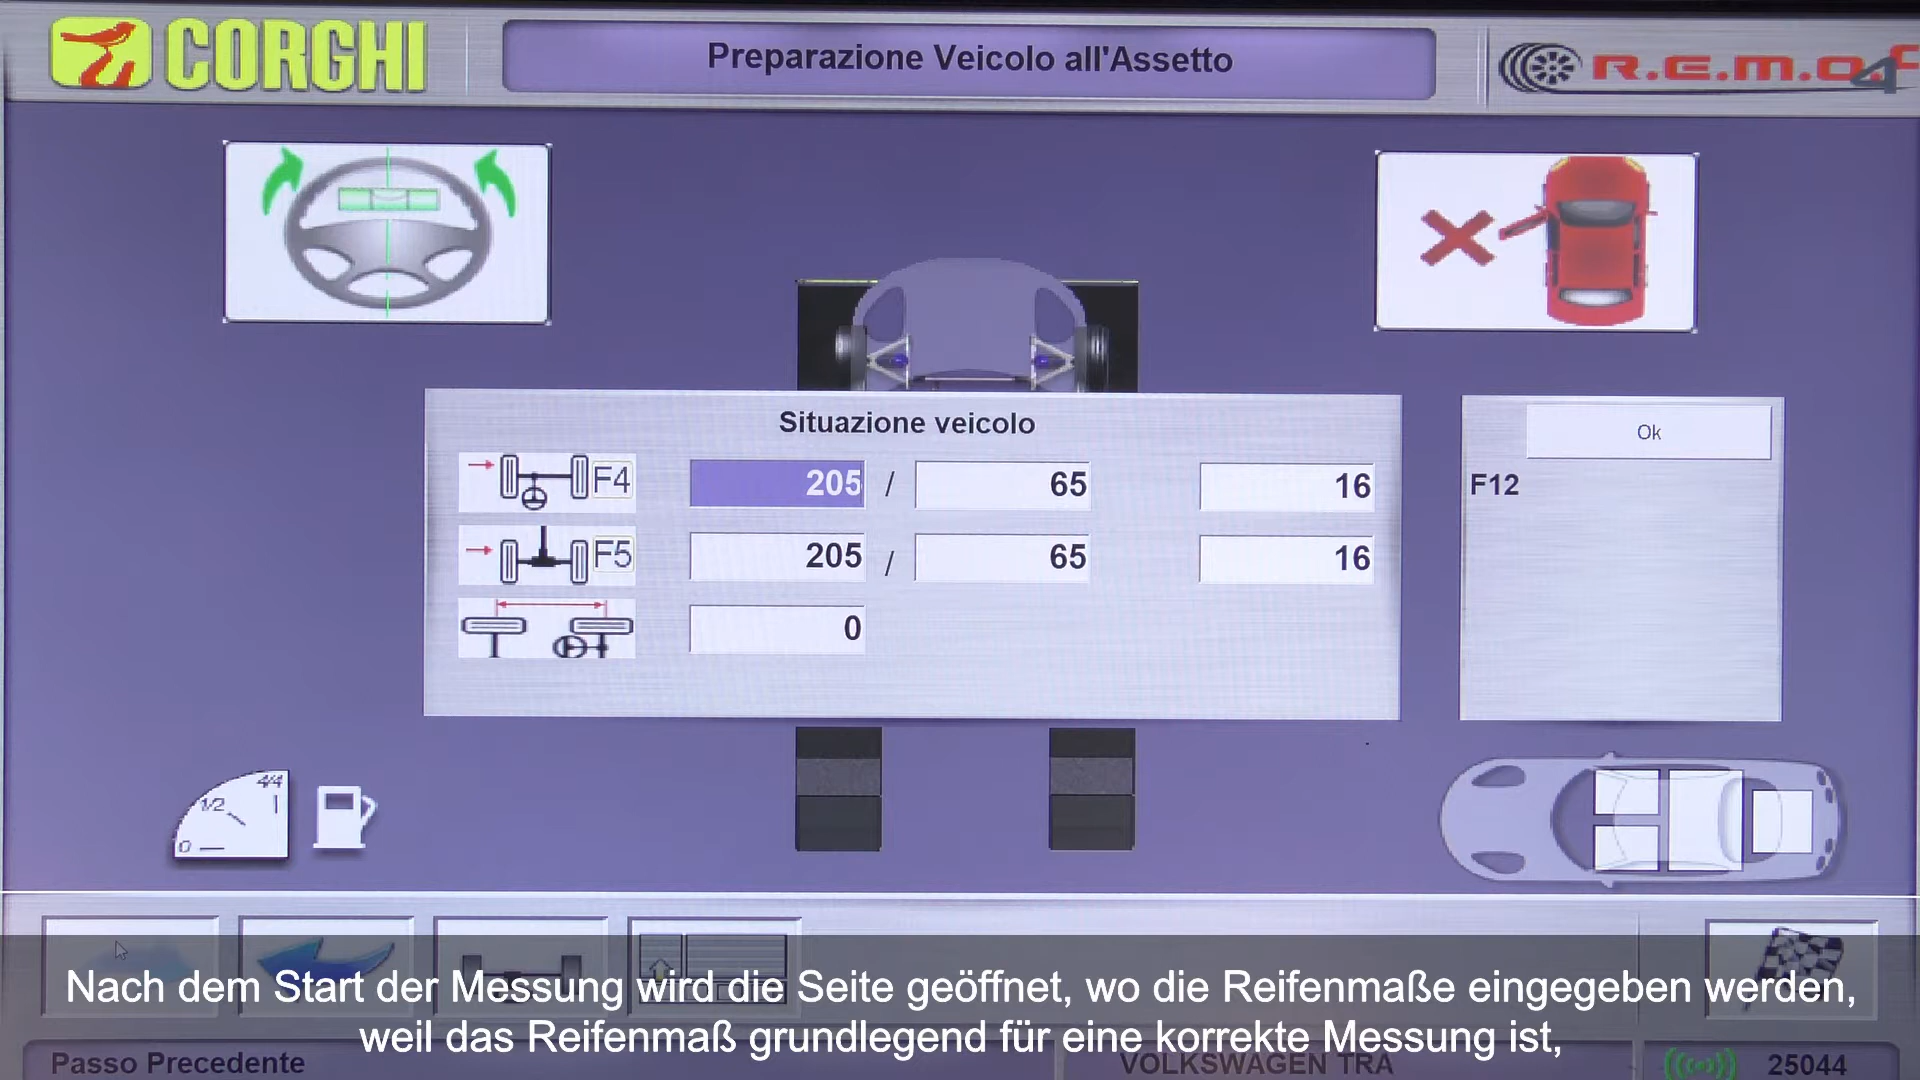 CORGHI
Preparazione Veicolo all'Assetto
R.E.M.O.
Situazione veicolo
F4
205 / 65 16
Ok
F12
F5
205 / 65 16
0
4/4
1/2
0
Nach dem Start der Messung wird die Seite geöffnet, wo die Reifenmaße eingegeben werden,
weil das Reifenmaß grundlegend für eine korrekte Messung ist,
Passo Precedente
VOLKSWAGEN TRA
25044